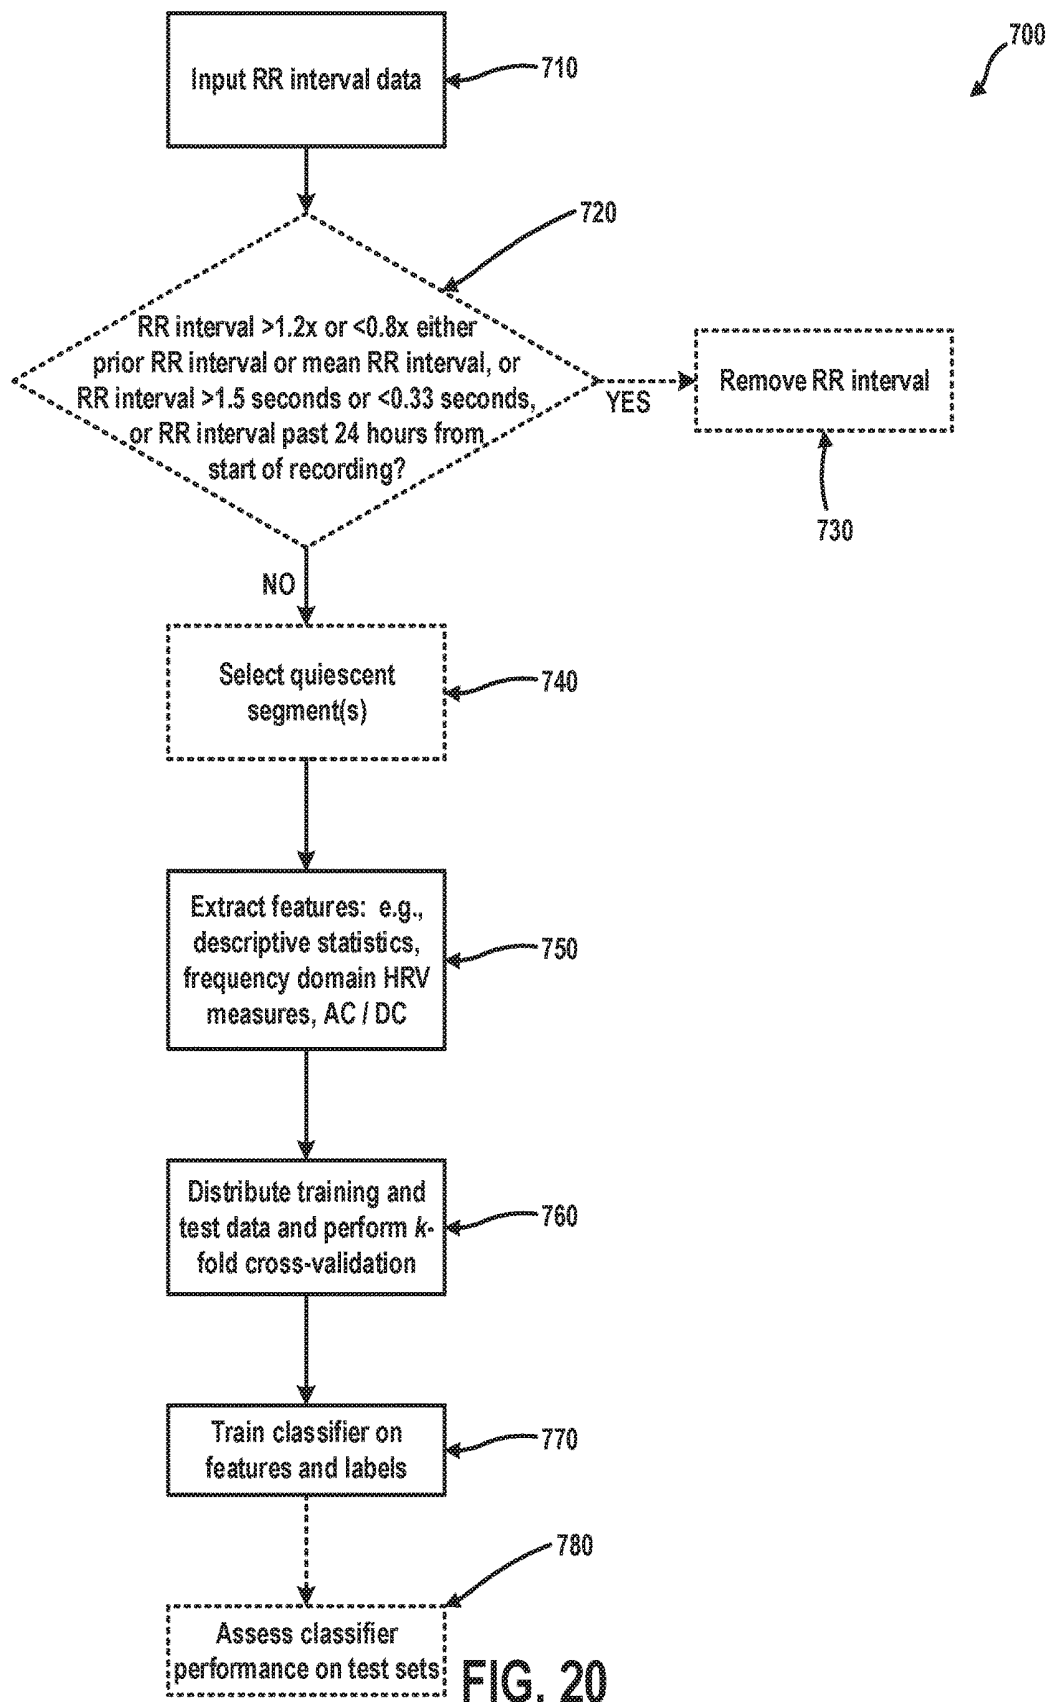 700
Input RR interval data
710
720
RR interval >1.2x or <0.8x either
prior RR interval or mean RR interval, or
RR interval >1.5 seconds or <0.33 seconds,
or RR interval past 24 hours from
start of recording?
YES
Remove RR interval
730
NO
Select quiescent
segment(s)
740
Extract features: e.g.,
descriptive statistics,
frequency domain HRV
measures, AC / DC
750
Distribute training and
test data and perform k-
fold cross-validation
760
Train classifier on
features and labels
770
780
Assess classifier
performance on test sets
FIG. 20